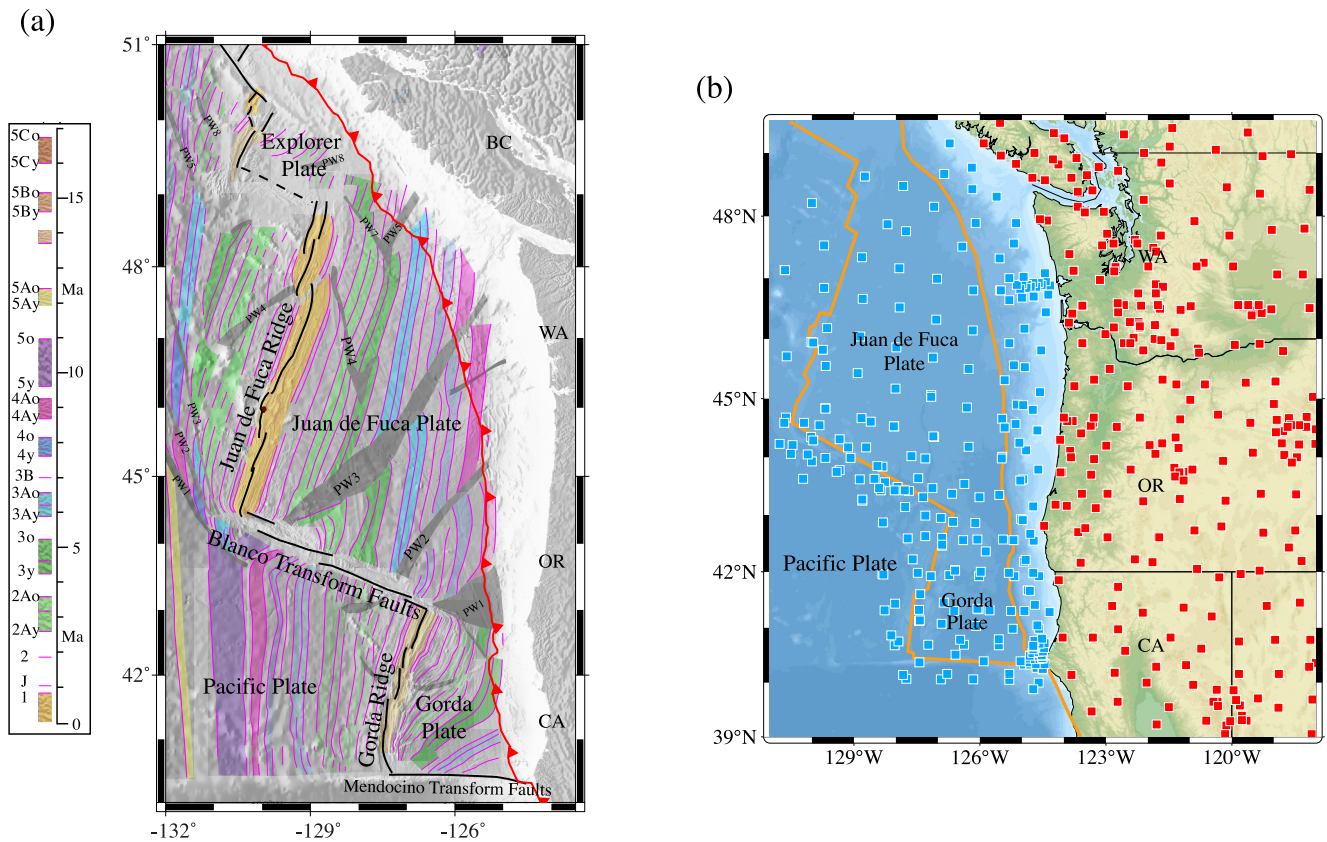 (a)
51°
48°
45°
42°
-132°
-129°
-126°
5Co
5Cy
5Bo
5By
5Ao
5Ay
5o
5y
4Ao
4Ay
4o
4y
3B
3Ao
3Ay
3o
3y
2Ao
2Ay
2
J
1
15
Ma
10
5
Ma
0
PW8
PW5
Explorer
Plate
PW8
BC
PW7
PW5
PW4
PW4
WA
Juan de Fuca Ridge
Juan de Fuca Plate
PW3
PW2
PW1
PW3
Blanco Transform Faults
PW2
OR
PW1
Pacific Plate
Gorda Ridge
Gorda
Plate
CA
Mendocino Transform Faults
(b)
48°N
45°N
42°N
39°N
129°W
126°W
123°W
120°W
WA
Juan de Fuca
Plate
OR
Pacific Plate
Gorda
Plate
CA